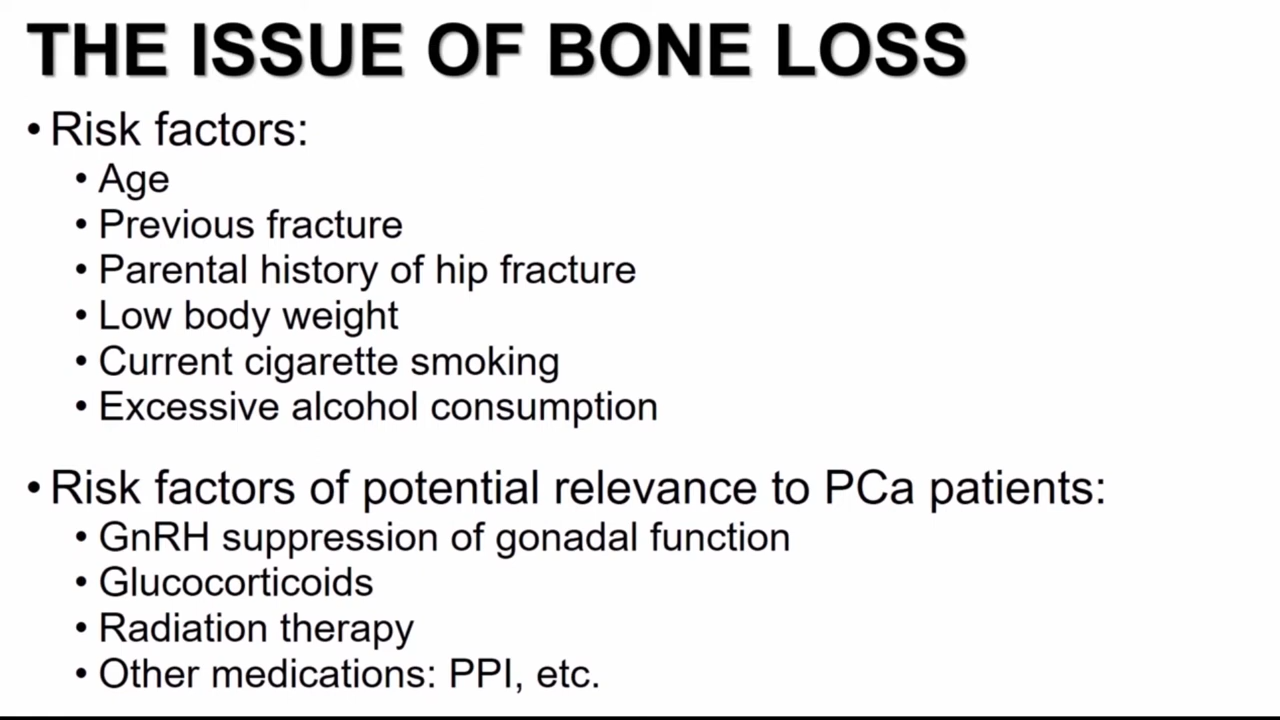 THE ISSUE OF BONE LOSS
• Risk factors:
• Age
• Previous fracture
• Parental history of hip fracture
• Low body weight
• Current cigarette smoking
• Excessive alcohol consumption
• Risk factors of potential relevance to PCa patients:
• GnRH suppression of gonadal function
• Glucocorticoids
• Radiation therapy
• Other medications: PPI, etc.